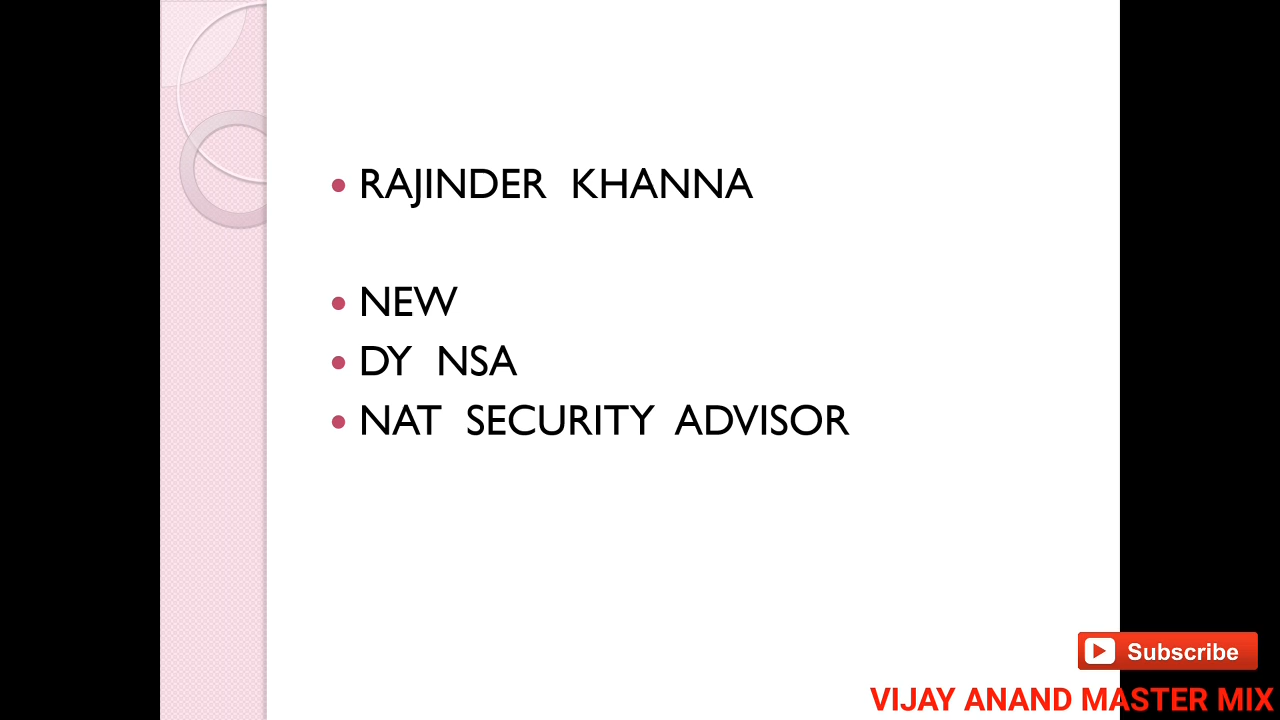 RAJINDER KHANNA
NEW
DY NSA
NAT SECURITY ADVISOR
Subscribe
VIJAY ANAND MASTER MIX